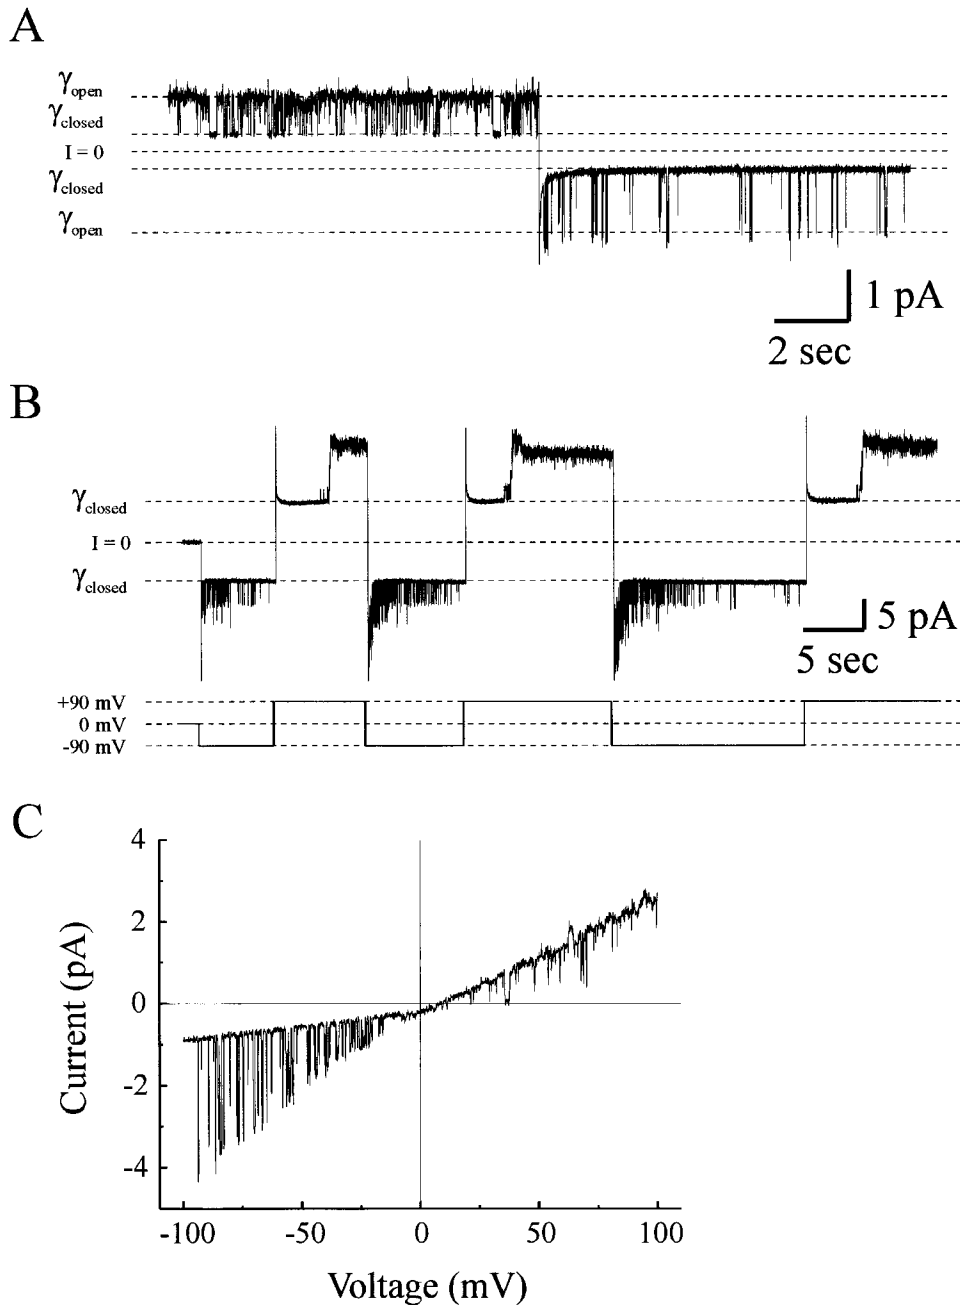 A
γopen
γclosed
I = 0
γclosed
γopen
1 pA
2 sec
B
γclosed
I = 0
γclosed
5 pA
5 sec
+90 mV
0 mV
-90 mV
C
4
2
0
-2
-4
Current (pA)
-100
-50
0
50
100
Voltage (mV)